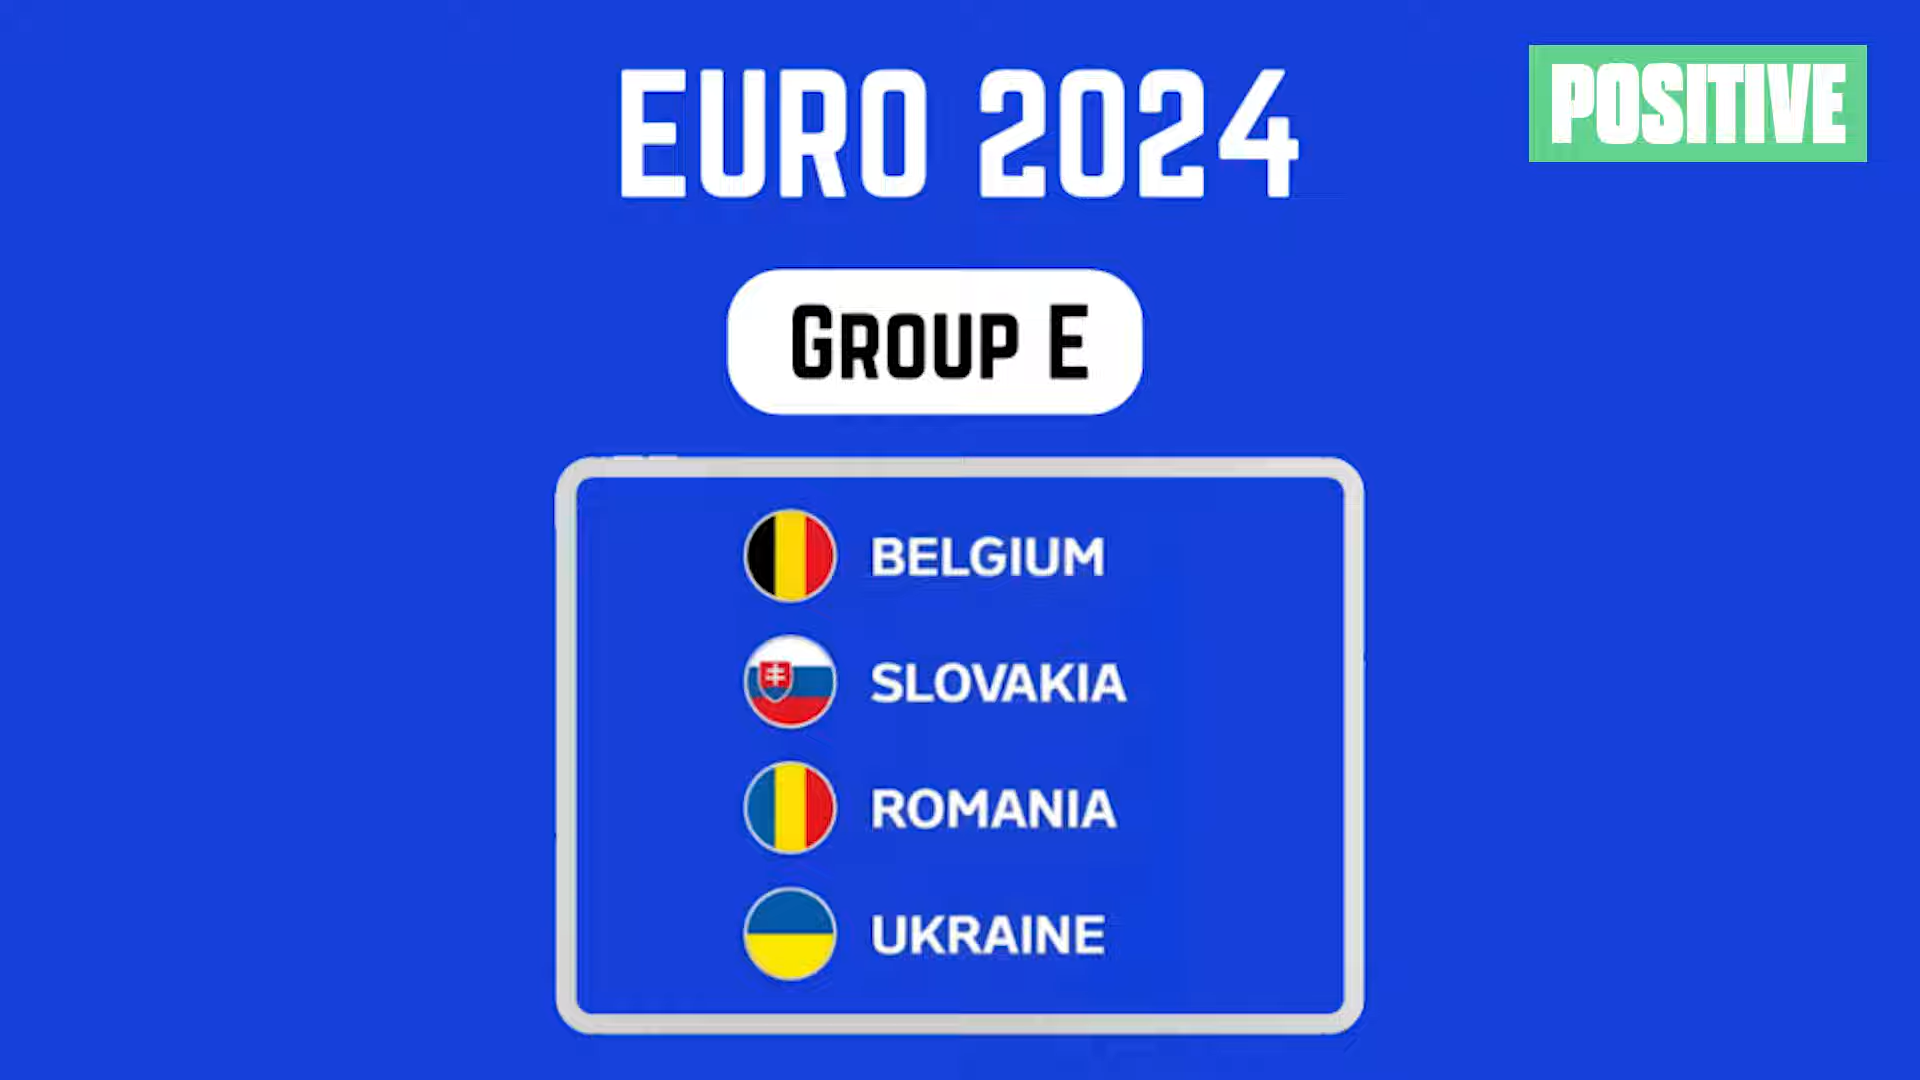 EURO 2024
POSITIVE
GROUP E
BELGIUM
SLOVAKIA
ROMANIA
UKRAINE